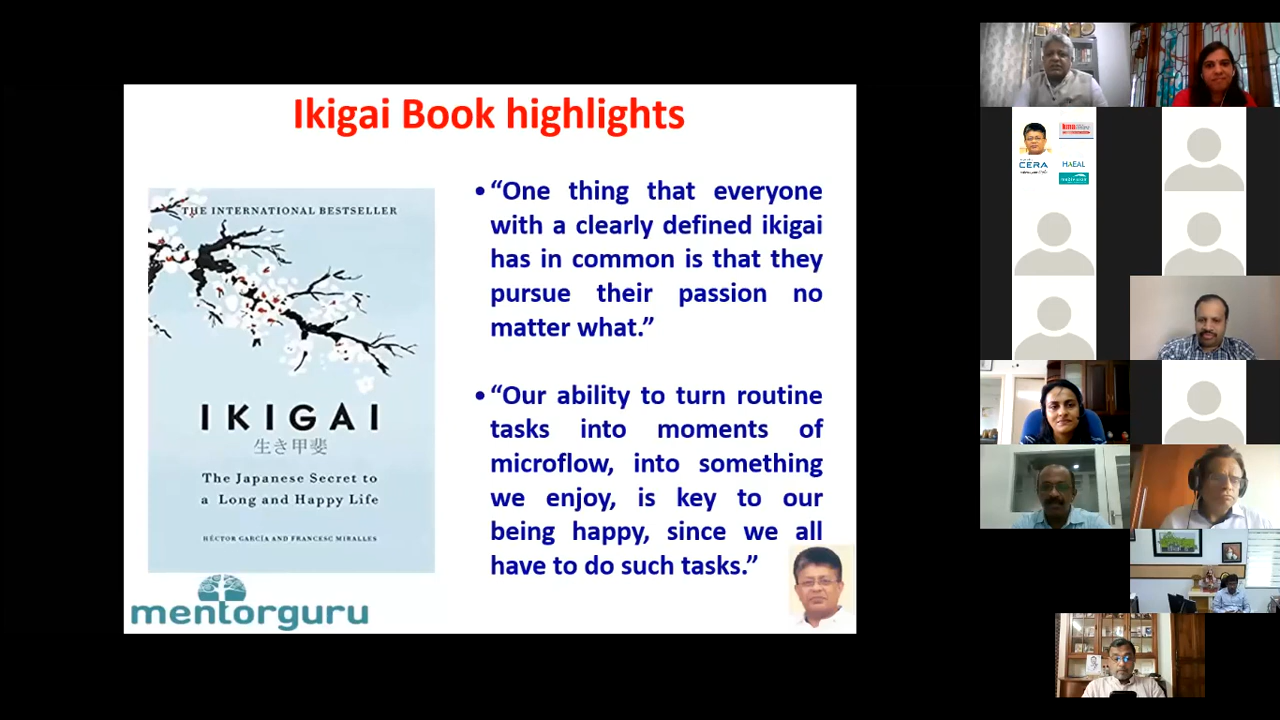 Ikigai Book highlights
THE INTERNATIONAL BESTSELLER
IKIGAI
生き甲斐
The Japanese Secret to
a Long and Happy Life
HÉCTOR GARCÍA AND FRANCESC MIRALLES
mentorguru
• “One thing that everyone
with a clearly defined ikigai
has in common is that they
pursue their passion no
matter what.”
• “Our ability to turn routine
tasks into moments of
microflow, into something
we enjoy, is key to our
being happy, since we all
have to do such tasks.”
CERA
HAEAL